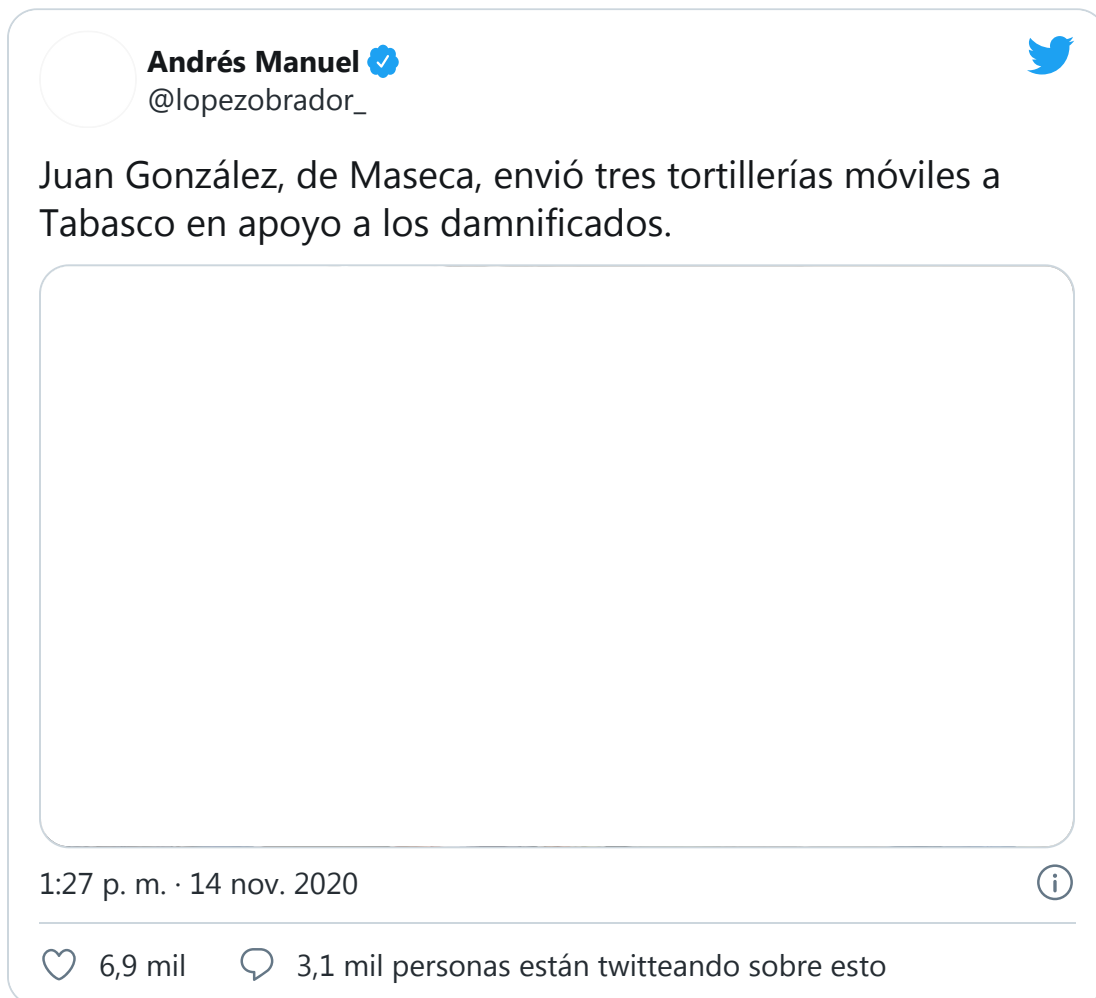 Andrés Manuel
@lopezobrador_
Juan González, de Maseca, envió tres tortillerías móviles a
Tabasco en apoyo a los damnificados.
1:27 p. m. · 14 nov. 2020
6,9 mil 3,1 mil personas están twitteando sobre esto